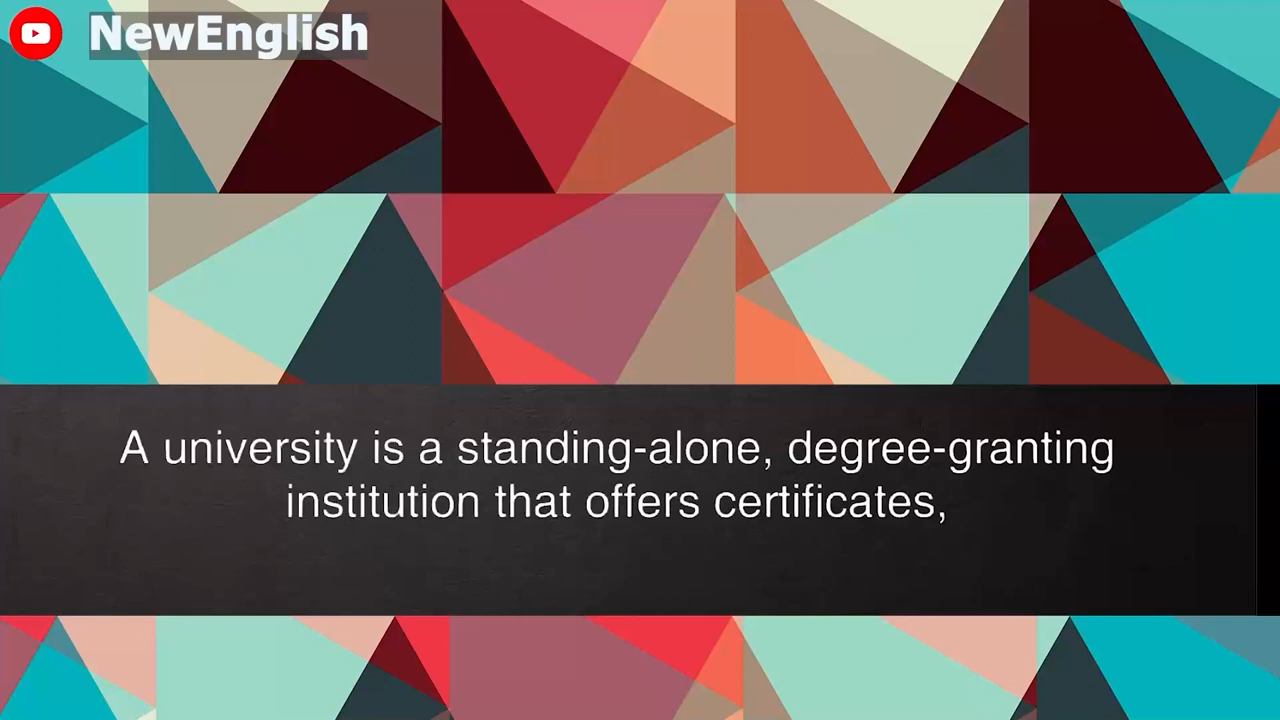 NewEnglish
A university is a standing-alone, degree-granting
institution that offers certificates,